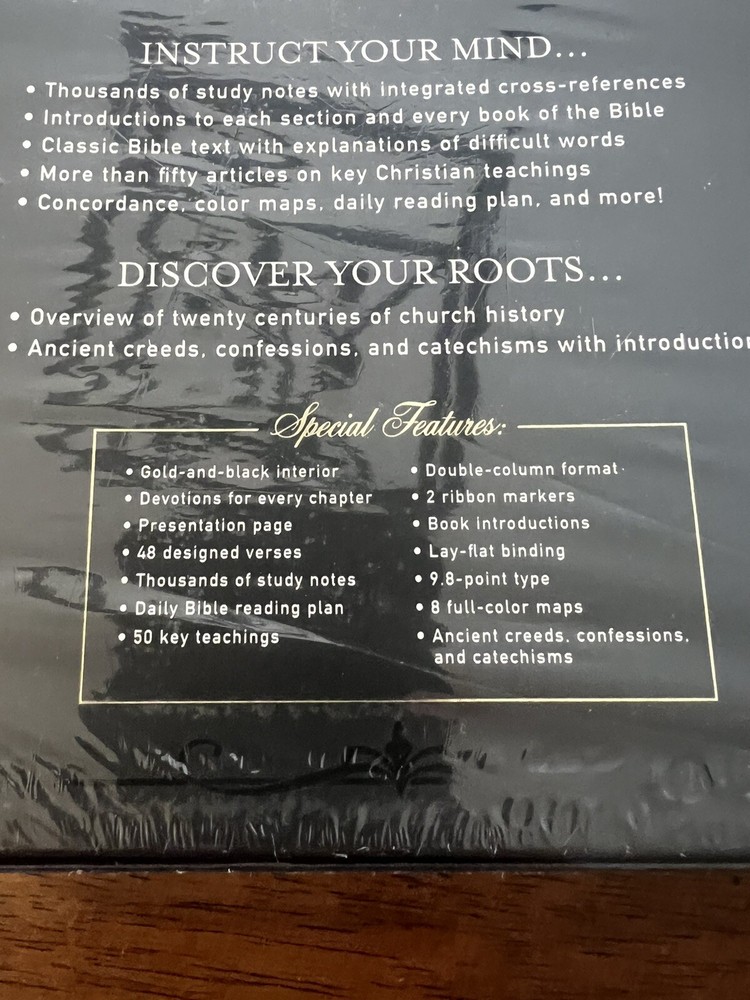 INSTRUCT YOUR MIND...
• Thousands of study notes with integrated cross-references
• Introductions to each section and every book of the Bible
• Classic Bible text with explanations of difficult words
• More than fifty articles on key Christian teachings
• Concordance, color maps, daily reading plan, and more!
DISCOVER YOUR ROOTS...
• Overview of twenty centuries of church history
• Ancient creeds, confessions, and catechisms with introduction
Special Features:
• Gold-and-black interior
• Devotions for every chapter
• Presentation page
• 48 designed verses
• Thousands of study notes
• Daily Bible reading plan
• 50 key teachings
• Double-column format
• 2 ribbon markers
• Book introductions
• Lay-flat binding
• 9.8-point type
• 8 full-color maps
• Ancient creeds, confessions,
and catechisms